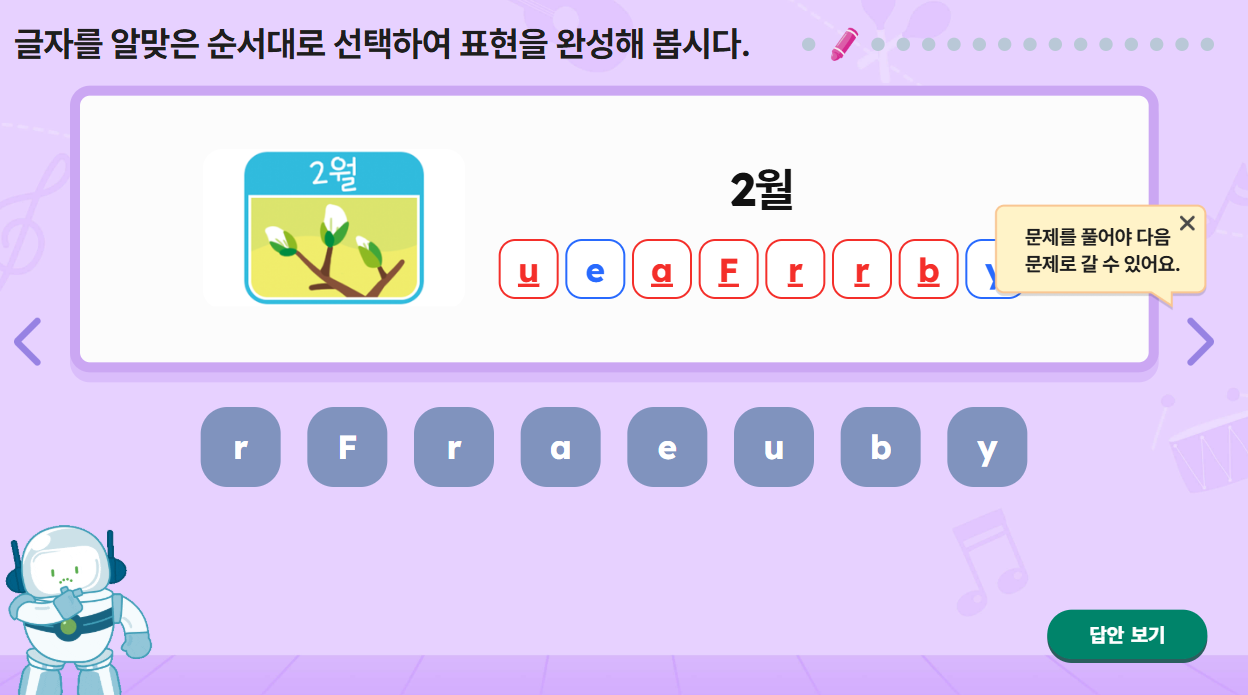 글자를 알맞은 순서대로 선택하여 표현을 완성해 봅시다.
2월
2월
문제를 풀어야 다음
문제로 갈 수 있어요.
u e a F r r b y
r F r a e u b y
답안 보기